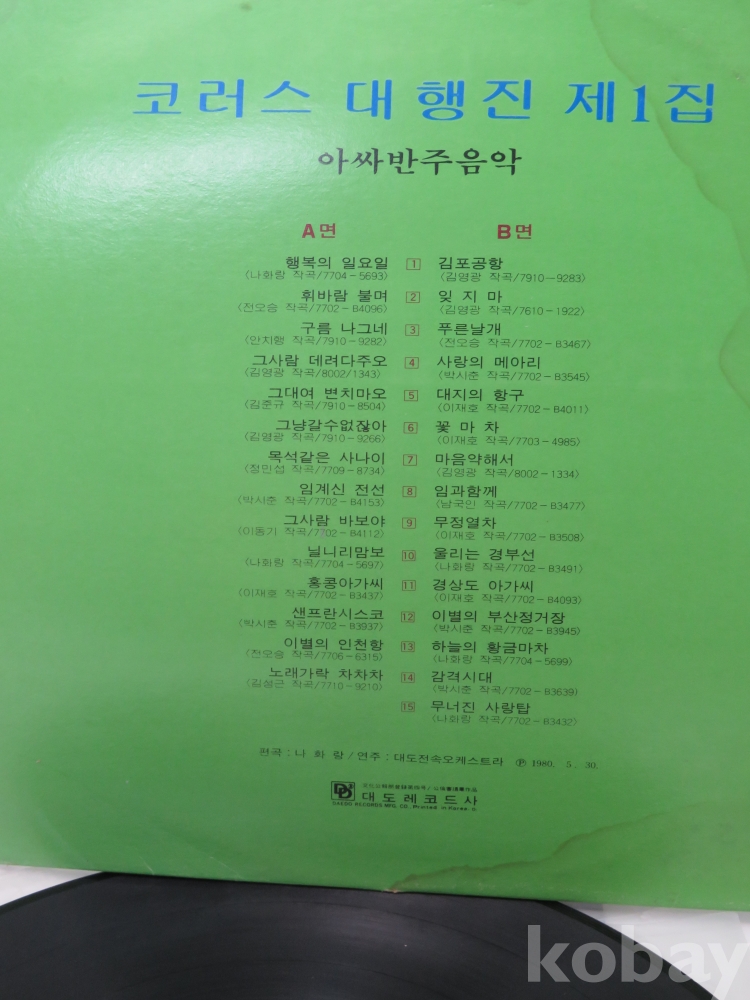 코러스 대행진 제1집
아싸반주음악
A면
행복의 일요일
(나화랑 작곡/7704-5693)
휘바람 불며
(전오승 작곡/7702-B4096)
구름 나그네
(안치행 작곡/7910-9282)
그사람 데려다주오
(김영광 작곡/8002/1343)
그대여 변치마오
(김준규 작곡/7910-8504)
그냥갈수없잖아
(김영광 작곡/7910-9266)
목석같은 사나이
(정민섭 작곡/7709-8734)
임계신 전선
(박시춘 작곡/7702-B4153)
그사람 바보야
(이동기 작곡/7702-B4112)
닐니리맘보
(나화랑 작곡/7704-5697)
홍콩아가씨
(이재호 작곡/7702-B3437)
샌프란시스코
(박시춘 작곡/7702-B3937)
이별의 인천항
(전오승 작곡/7706-6315)
노래가락 차차차
(김성근 작곡/7710-9210)
B면
1 김포공항
(김영광 작곡/7910-9283)
2 잊지마
(김영광 작곡/7610-1922)
3 푸른날개
(전오승 작곡/7702-B3467)
4 사랑의 메아리
(박시춘 작곡/7702-B3545)
5 대지의 항구
(이재호 작곡/7702-B4011)
6 꽃마차
(이재호 작곡/7703-4985)
7 마음약해서
(김영광 작곡/8002-1334)
8 임과함께
(남국인 작곡/7702-B3477)
9 무정열차
(이재호 작곡/7702-B3508)
10 울리는 경부선
(나화랑 작곡/7702-B3491)
11 경상도 아가씨
(이재호 작곡/7702-B4093)
12 이별의 부산정거장
(박시춘 작곡/7702-B3945)
13 하늘의 황금마차
(나화랑 작곡/7704-5699)
14 감격시대
(박시춘 작곡/7702-B3639)
15 무너진 사랑탑
(나화랑 작곡/7702-B3432)
편곡:나 화 랑/연주:대도전속오케스트라 ℗ 1980. 5. 30.
대도레코드사
DAEDO RECORDS MFG, CO. Printed in Korea
kobay